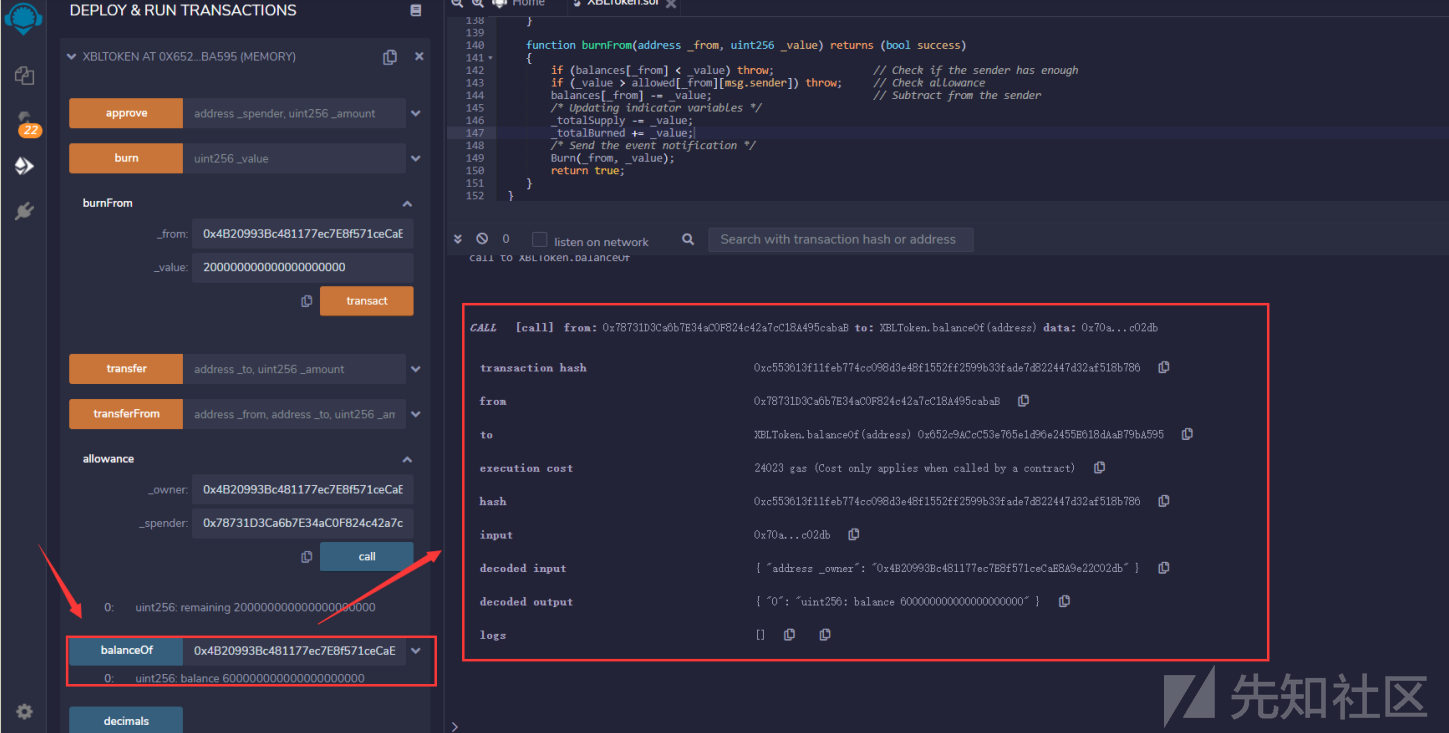 DEPLOY & RUN TRANSACTIONS
XBLTOKEN AT 0X652...BA595 (MEMORY)
approve address _spender, uint256 _amount
burn uint256 _value
burnFrom
_from: 0x4B20993Bc481177ec7E8f571ceCaE
_value: 200000000000000000000
transact
transfer address _to, uint256 _amount
transferFrom address _from, address _to, uint256 _am
allowance
_owner: 0x4B20993Bc481177ec7E8f571ceCaE
_spender: 0x78731D3Ca6b7E34aC0F824c42a7c
call
0: uint256: remaining 200000000000000000000
balanceOf 0x4B20993Bc481177ec7E8f571ceCaE
0: uint256: balance 600000000000000000000
decimals
22
Home XBLToken.sol
138 }
139
140 function burnFrom(address _from, uint256 _value) returns (bool success)
141 {
142 if (balances[_from] < _value) throw; // Check if the sender has enough
143 if (_value > allowed[_from][msg.sender]) throw; // Check allowance
144 balances[_from] -= _value; // Subtract from the sender
145 /* Updating indicator variables */
146 _totalSupply -= _value;
147 _totalBurned += _value;
148 /* Send the event notification */
149 Burn(_from, _value);
150 return true;
151 }
152 }
0 listen on network Search with transaction hash or address
call to XBLToken.balanceOf
CALL [call] from: 0x78731D3Ca6b7E34aC0F824c42a7cC18A495cabaB to: XBLToken.balanceOf(address) data: 0x70a...c02db
transaction hash 0xc553613f11feb774cc098d3e48f1552ff2599b33fade7d822447d32af518b786
from 0x78731D3Ca6b7E34aC0F824c42a7cC18A495cabaB
to XBLToken.balanceOf(address) 0x652c9ACcC53e765e1d96e2455E618dAaB79bA595
execution cost 24023 gas (Cost only applies when called by a contract)
hash 0xc553613f11feb774cc098d3e48f1552ff2599b33fade7d822447d32af518b786
input 0x70a...c02db
decoded input { "address _owner": "0x4B20993Bc481177ec7E8f571ceCaE8A9e22C02db" }
decoded output { "0": "uint256: balance 600000000000000000000" }
logs []
>
先知社区